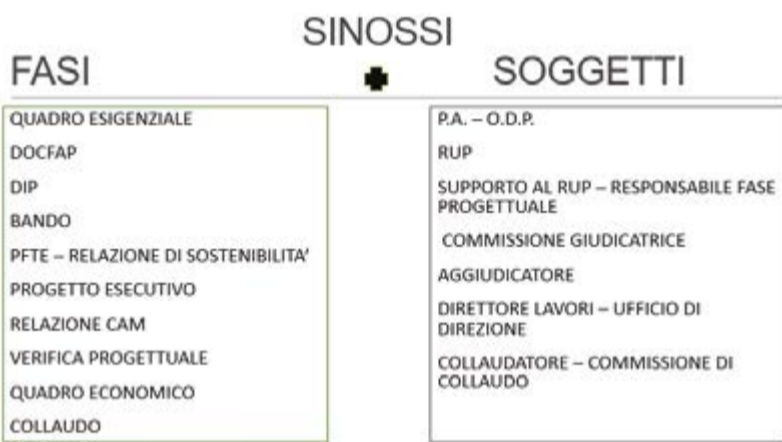 SINOSSI
FASI
SOGGETTI
QUADRO ESIGENZIALE
DOCFAP
DIP
BANDO
PFTE – RELAZIONE DI SOSTENIBILITA’
PROGETTO ESECUTIVO
RELAZIONE CAM
VERIFICA PROGETTUALE
QUADRO ECONOMICO
COLLAUDO
P.A. – O.D.P.
RUP
SUPPORTO AL RUP – RESPONSABILE FASE
PROGETTUALE
COMMISSIONE GIUDICATRICE
AGGIUDICATORE
DIRETTORE LAVORI – UFFICIO DI
DIREZIONE
COLLAUDATORE – COMMISSIONE DI
COLLAUDO